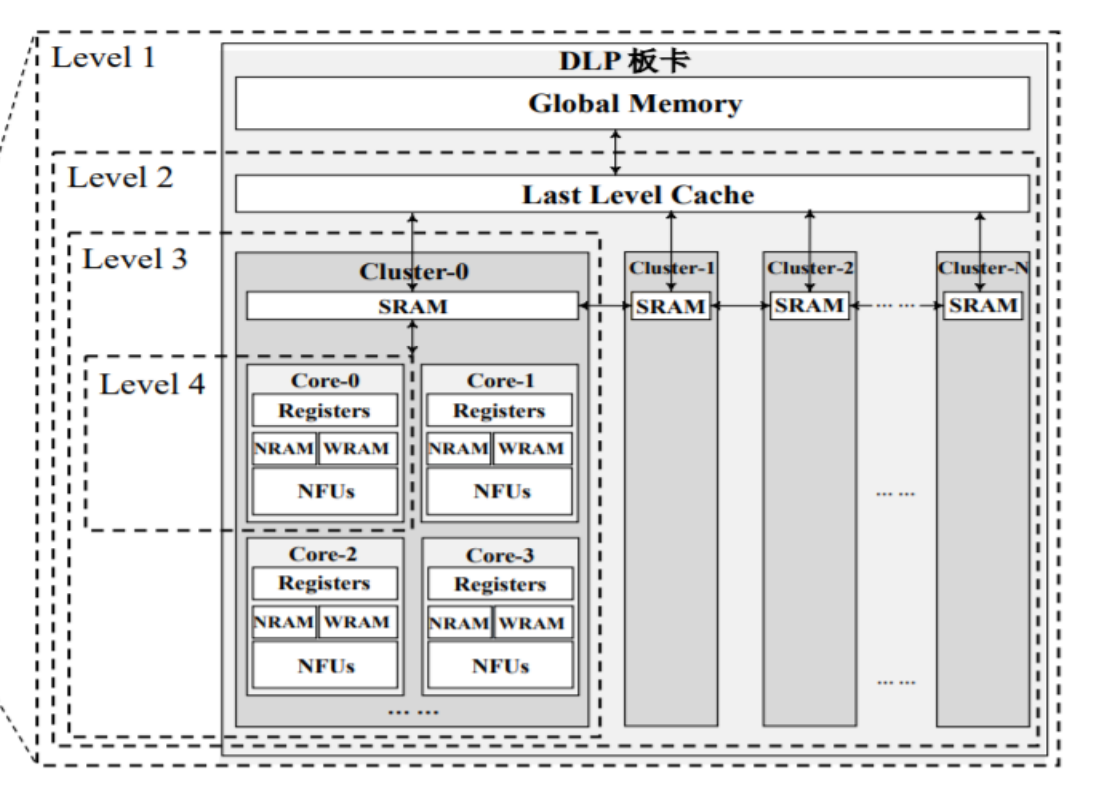 Level 1
DLP 板卡
Global Memory
Level 2
Last Level Cache
Level 3
Cluster-0
Cluster-1
Cluster-2
Cluster-N
SRAM
SRAM
SRAM
... ...
SRAM
Level 4
Core-0
Registers
NRAM
WRAM
NFUs
Core-1
Registers
NRAM
WRAM
NFUs
... ...
Core-2
Registers
NRAM
WRAM
NFUs
Core-3
Registers
NRAM
WRAM
NFUs
... ...
... ...